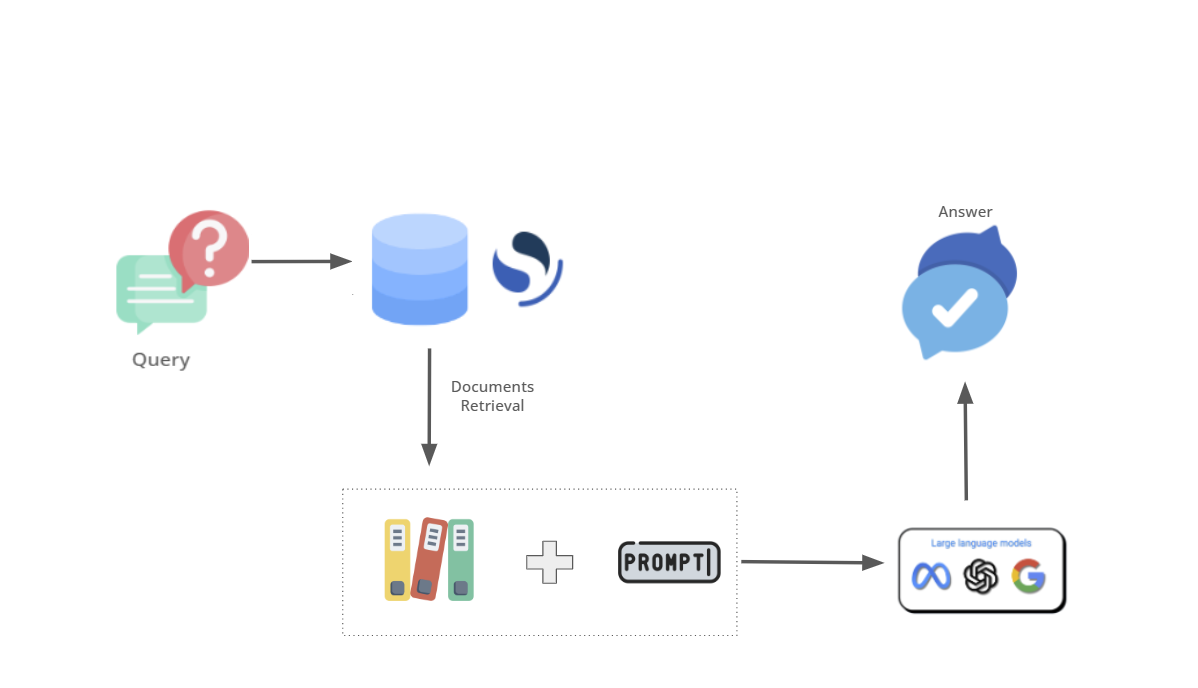 Answer
Query
Documents
Retrieval
PROMPT
Large language models